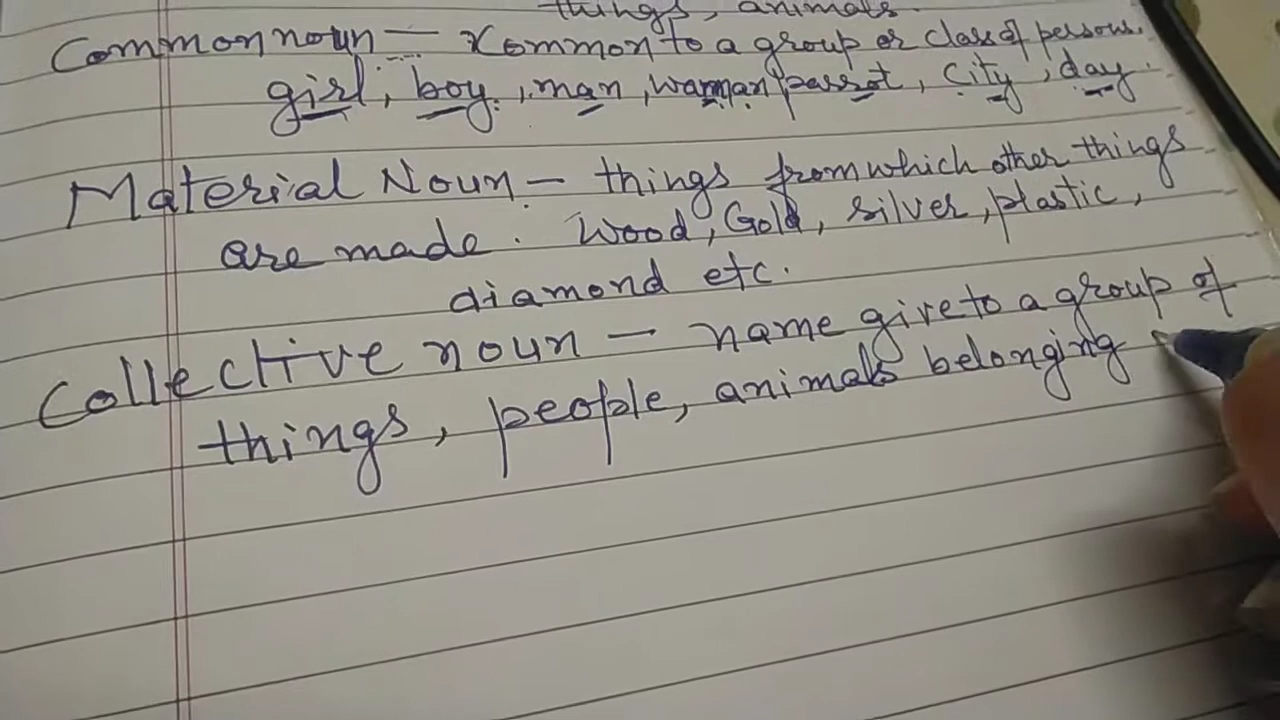 things, animals.
Common noun — Common to a group or class of persons.
girl, boy, man, waman parrot, city, day.
Material Noun — things from which other things
are made. Wood, Gold, silver, plastic,
diamond etc.
Collective noun — name give to a group of
things, people, animals belonging